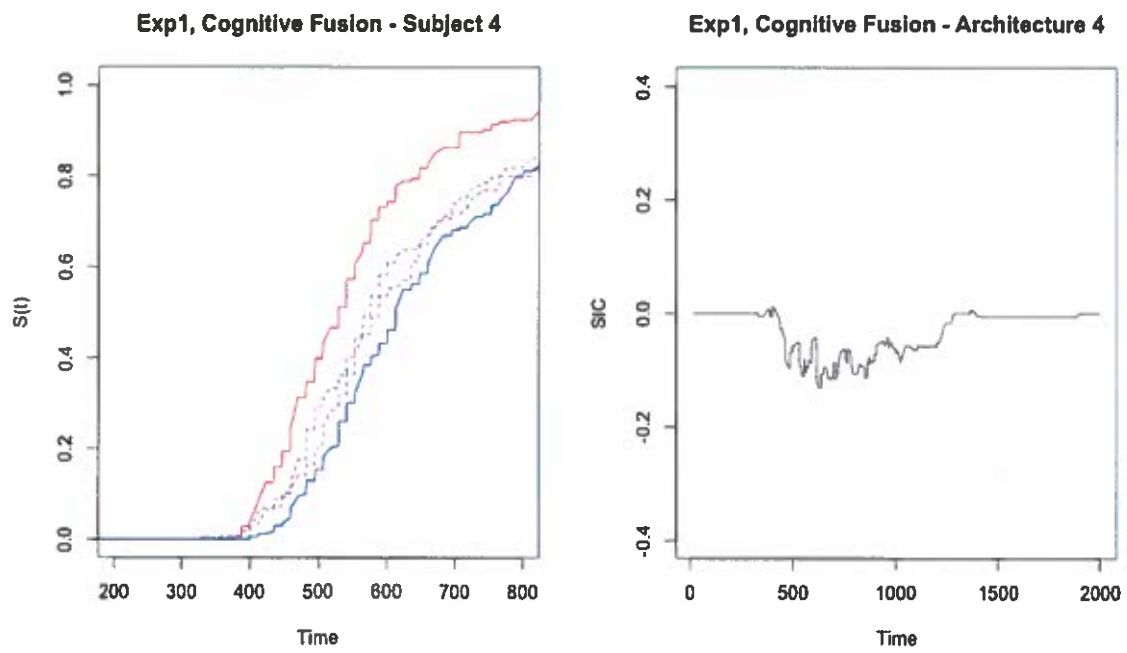 Exp1, Cognitive Fusion - Subject 4
S(t)
1.0
0.8
0.6
0.4
0.2
0.0
200 300 400 500 600 700 800
Time
Exp1, Cognitive Fusion - Architecture 4
SIC
0.4
0.2
0.0
-0.2
-0.4
0 500 1000 1500 2000
Time